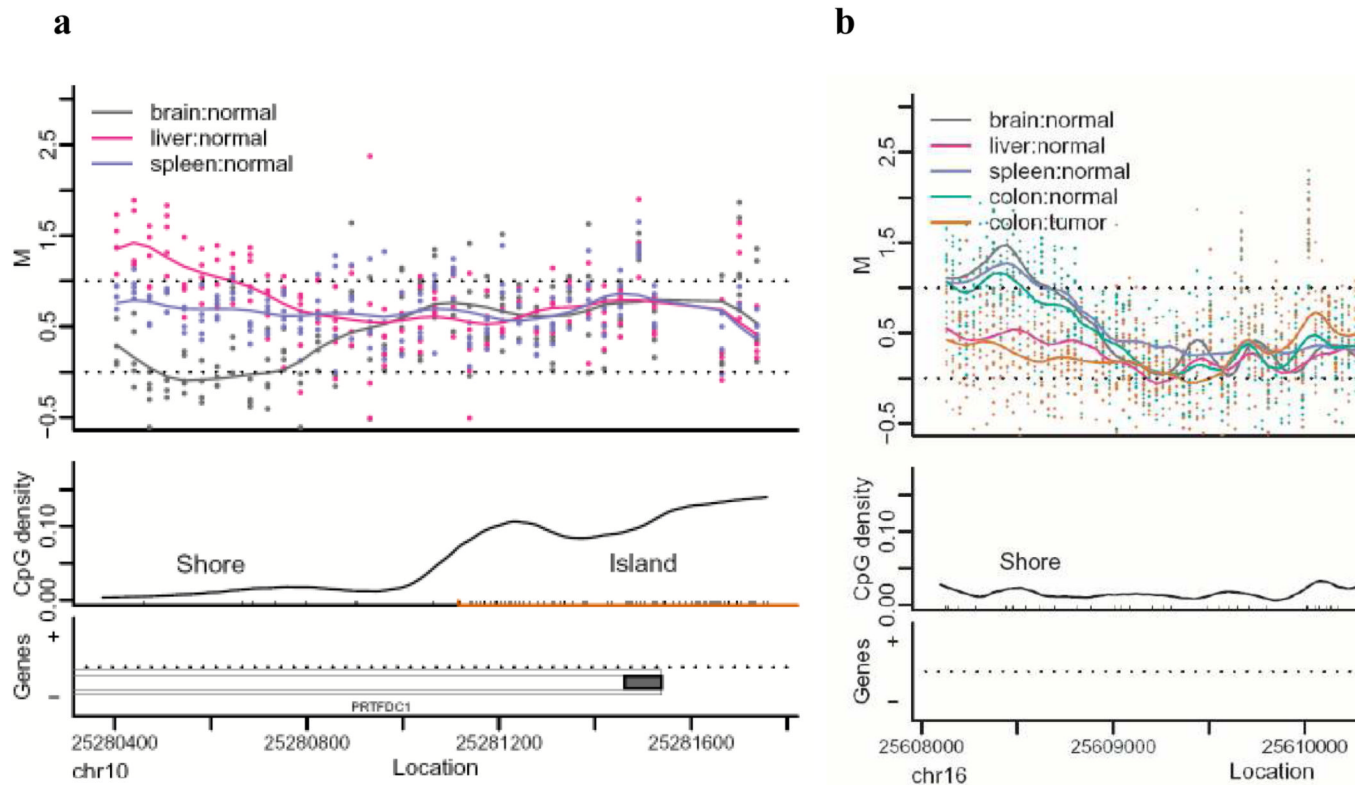 a
brain:normal
liver:normal
spleen:normal
M
2.5
1.5
0.5
−0.5
CpG density
0.10
0.00
Shore
Island
Genes
+
−
PRTFDC1
25280400
25280800
25281200
25281600
chr10
Location
b
brain:normal
liver:normal
spleen:normal
colon:normal
colon:tumor
M
2.5
1.5
0.5
−0.5
CpG density
0.10
0.00
Shore
Genes
+
−
25608000
25609000
25610000
chr16
Location